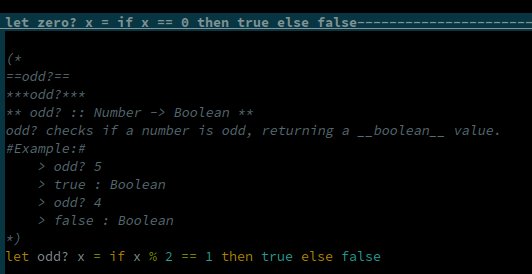 let zero? x = if x == 0 then true else false----------------------
(*
==odd?==
***odd?***
** odd? :: Number -> Boolean **
odd? checks if a number is odd, returning a __boolean__ value.
#Example:#
    > odd? 5
    > true : Boolean
    > odd? 4
    > false : Boolean
*)
let odd? x = if x % 2 == 1 then true else false